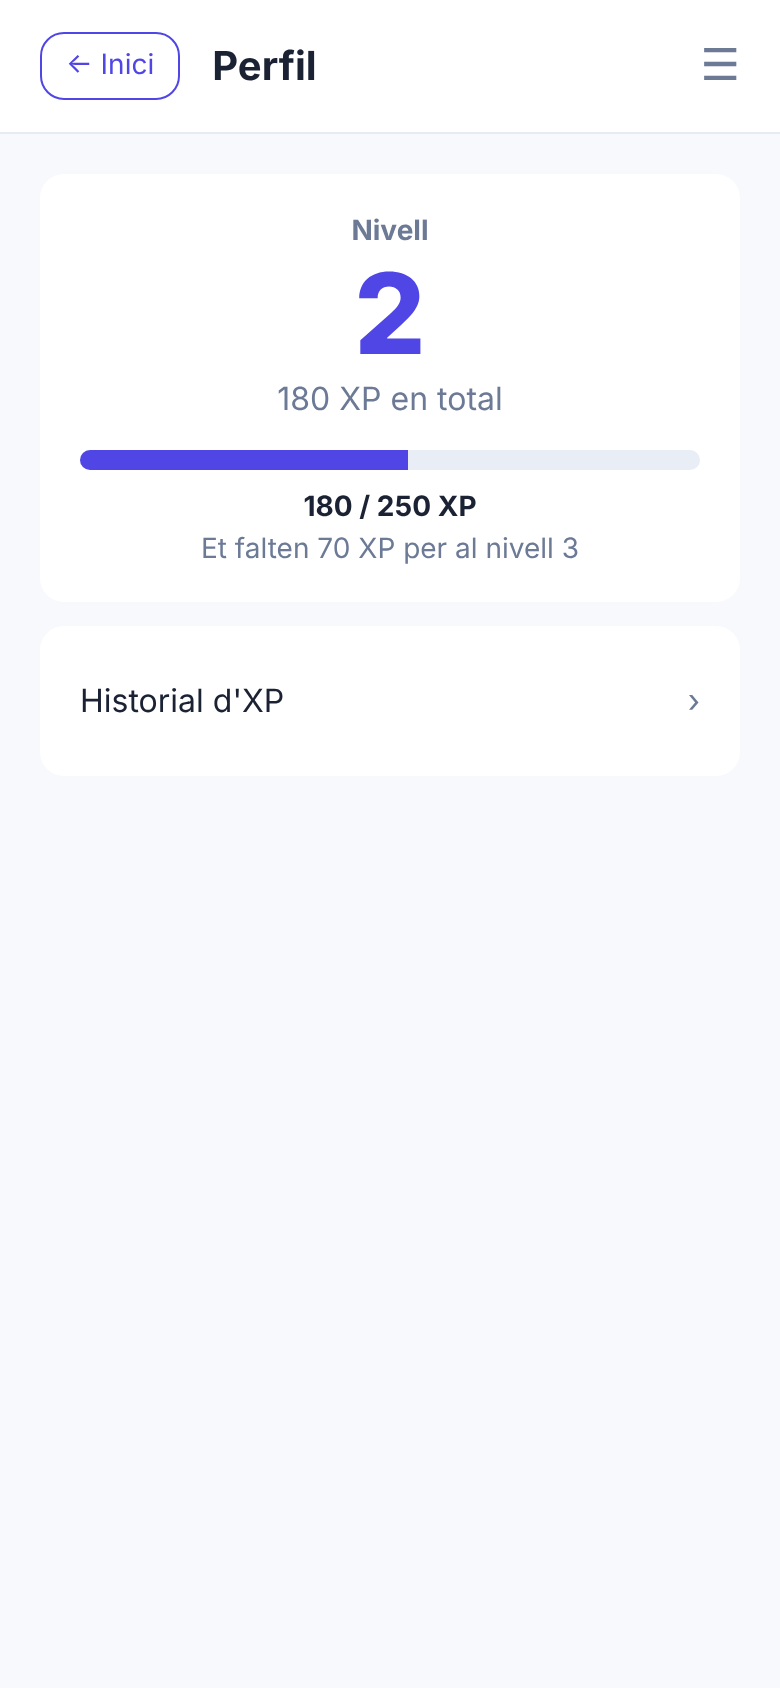 ← Inici
Perfil
☰
Nivell
2
180 XP en total
180 / 250 XP
Et falten 70 XP per al nivell 3
Historial d'XP ›